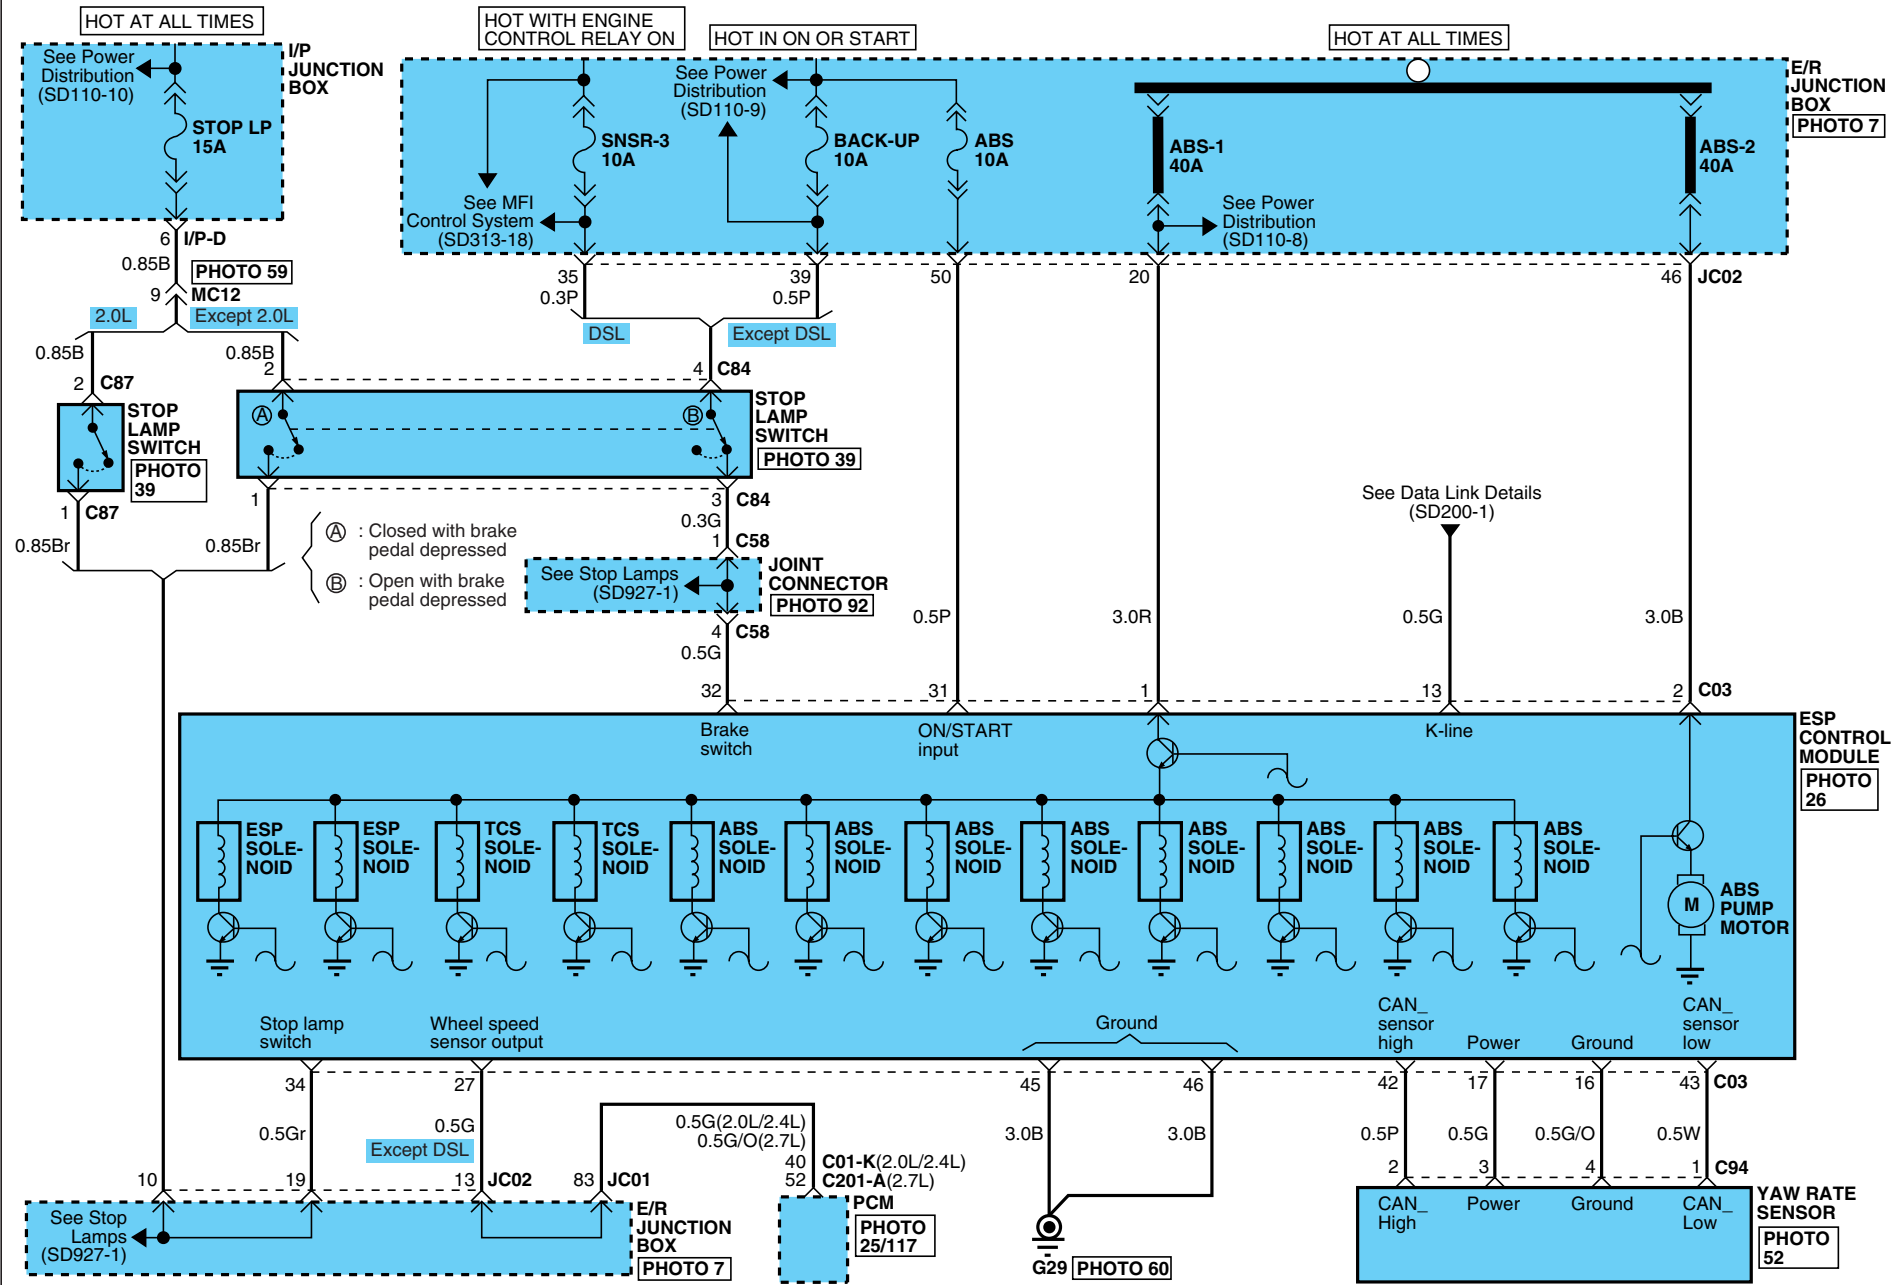 HOT AT ALL TIMES
HOT WITH ENGINE
CONTROL RELAY ON
HOT IN ON OR START
HOT AT ALL TIMES
See Power
Distribution
(SD110-10)
STOP LP
15A
I/P
JUNCTION
BOX
See MFI
Control System
(SD313-18)
SNSR-3
10A
See Power
Distribution
(SD110-9)
BACK-UP
10A
ABS
10A
ABS-1
40A
See Power
Distribution
(SD110-8)
ABS-2
40A
E/R
JUNCTION
BOX
PHOTO 7
6
I/P-D
0.85B
PHOTO 59
9
MC12
2.0L
Except 2.0L
0.85B
0.85B
2
C87
2
35
0.3P
39
0.5P
50
20
46
JC02
DSL
Except DSL
4
C84
STOP
LAMP
SWITCH
PHOTO
39
A
B
STOP
LAMP
SWITCH
PHOTO 39
1
C87
1
3
C84
0.85Br
0.85Br
0.3G
A : Closed with brake
pedal depressed
B : Open with brake
pedal depressed
1
C58
See Stop Lamps
(SD927-1)
JOINT
CONNECTOR
PHOTO 92
4
C58
0.5G
0.5P
3.0R
See Data Link Details
(SD200-1)
0.5G
3.0B
32
31
1
13
2
C03
Brake
switch
ON/START
input
K-line
ESP
CONTROL
MODULE
PHOTO
26
ESP
SOLE-
NOID
ESP
SOLE-
NOID
TCS
SOLE-
NOID
TCS
SOLE-
NOID
ABS
SOLE-
NOID
ABS
SOLE-
NOID
ABS
SOLE-
NOID
ABS
SOLE-
NOID
ABS
SOLE-
NOID
ABS
SOLE-
NOID
ABS
SOLE-
NOID
ABS
SOLE-
NOID
M
ABS
PUMP
MOTOR
Stop lamp
switch
Wheel speed
sensor output
Ground
CAN_
sensor
high
Power
Ground
CAN_
sensor
low
34
27
45
46
42
17
16
43
C03
0.5Gr
0.5G
Except DSL
0.5G(2.0L/2.4L)
0.5G/O(2.7L)
3.0B
3.0B
0.5P
0.5G
0.5G/O
0.5W
10
19
13
JC02
83
JC01
40
C01-K(2.0L/2.4L)
52
C201-A(2.7L)
2
3
4
1
C94
See Stop
Lamps
(SD927-1)
E/R
JUNCTION
BOX
PHOTO 7
PCM
PHOTO
25/117
G29
PHOTO 60
CAN_
High
Power
Ground
CAN_
Low
YAW RATE
SENSOR
PHOTO
52